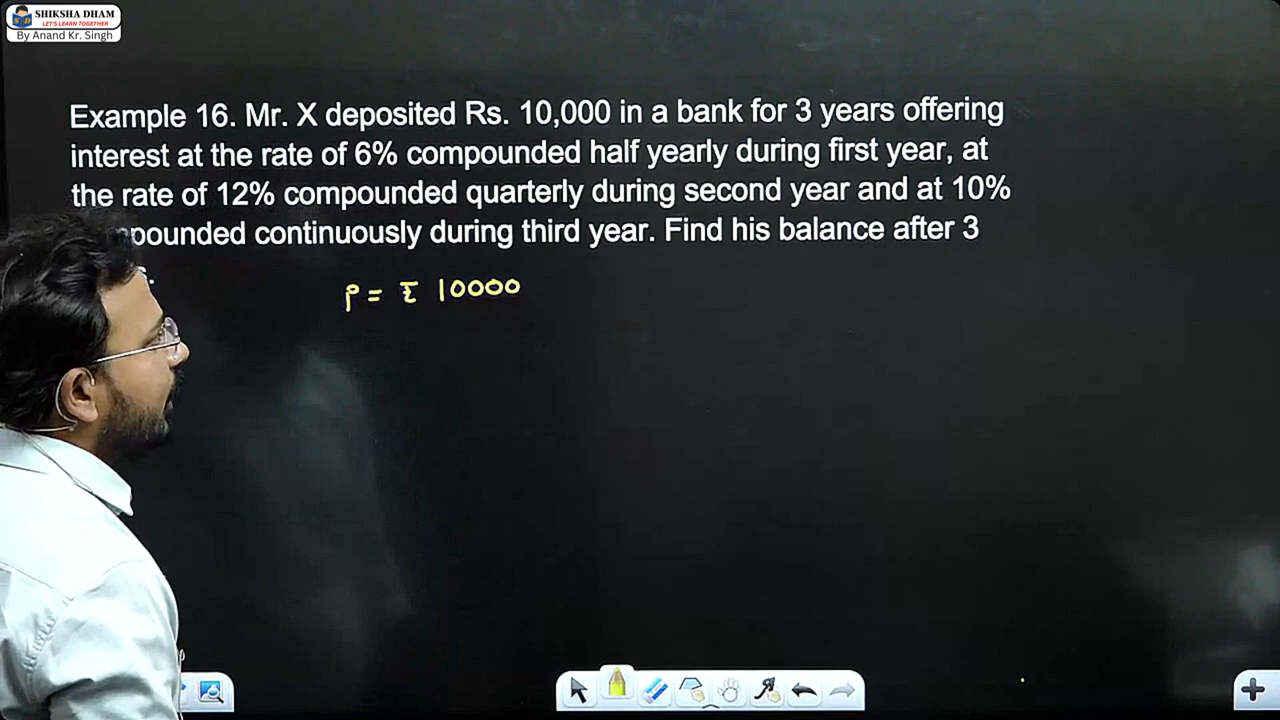 SHIKSHA DHAM
LET'S LEARN TOGETHER
By Anand Kr. Singh
Example 16. Mr. X deposited Rs. 10,000 in a bank for 3 years offering
interest at the rate of 6% compounded half yearly during first year, at
the rate of 12% compounded quarterly during second year and at 10%
continuously during third year. Find his balance after 3
P = ₹ 10000